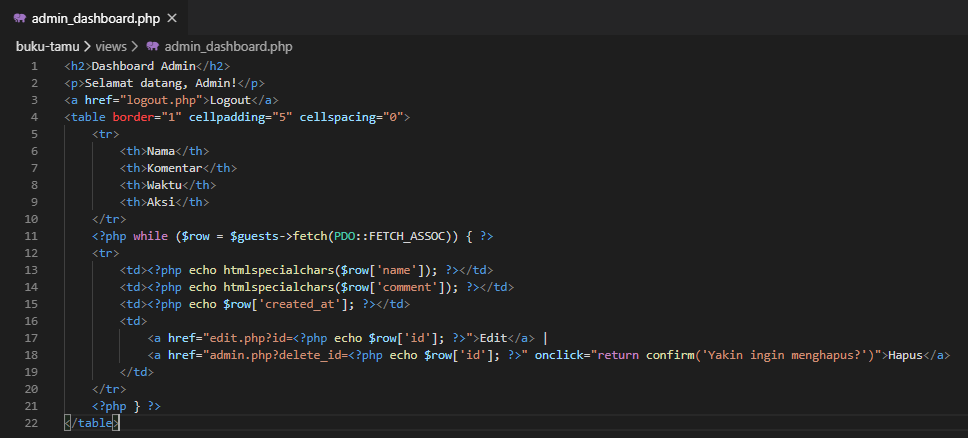 admin_dashboard.php ×
buku-tamu > views > admin_dashboard.php
1 <h2>Dashboard Admin</h2>
2 <p>Selamat datang, Admin!</p>
3 <a href="logout.php">Logout</a>
4 <table border="1" cellpadding="5" cellspacing="0">
5     <tr>
6         <th>Nama</th>
7         <th>Komentar</th>
8         <th>Waktu</th>
9         <th>Aksi</th>
10     </tr>
11     <?php while ($row = $guests->fetch(PDO::FETCH_ASSOC)) { ?>
12     <tr>
13         <td><?php echo htmlspecialchars($row['name']); ?></td>
14         <td><?php echo htmlspecialchars($row['comment']); ?></td>
15         <td><?php echo $row['created_at']; ?></td>
16         <td>
17             <a href="edit.php?id=<?php echo $row['id']; ?>">Edit</a> |
18             <a href="admin.php?delete_id=<?php echo $row['id']; ?>" onclick="return confirm('Yakin ingin menghapus?')">Hapus</a>
19         </td>
20     </tr>
21     <?php } ?>
22 </table>